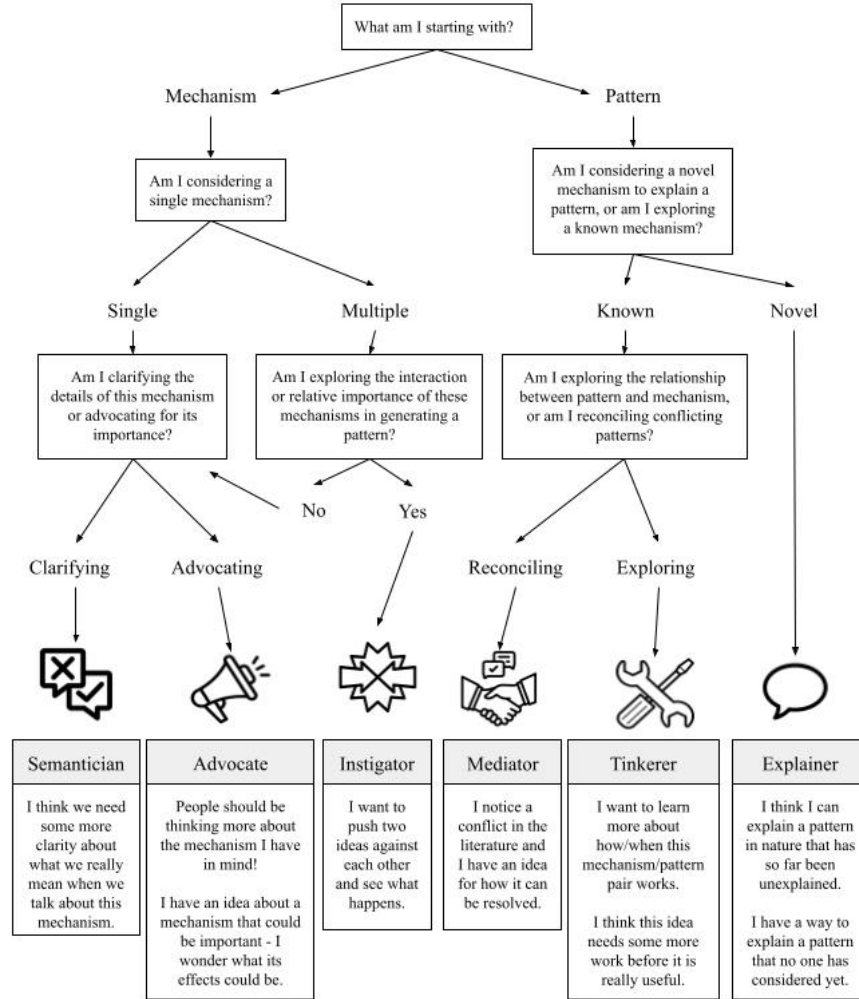 What am I starting with?
Mechanism
Pattern
Am I considering a
single mechanism?
Am I considering a novel
mechanism to explain a
pattern, or am I exploring
a known mechanism?
Single
Multiple
Known
Novel
Am I clarifying the
details of this mechanism
or advocating for its
importance?
Am I exploring the interaction
or relative importance of these
mechanisms in generating a
pattern?
Am I exploring the relationship
between pattern and mechanism,
or am I reconciling conflicting
patterns?
No
Yes
Clarifying
Advocating
Reconciling
Exploring
Semantician
I think we need
some more
clarity about
what we really
mean when we
talk about this
mechanism.
Advocate
People should be
thinking more about
the mechanism I have
in mind!
I have an idea about a
mechanism that could
be important - I
wonder what its
effects could be.
Instigator
I want to
push two
ideas against
each other
and see what
happens.
Mediator
I notice a
conflict in the
literature and
I have an idea
for how it can
be resolved.
Tinkerer
I want to learn
more about
how/when this
mechanism/pattern
pair works.
I think this idea
needs some more
work before it is
really useful.
Explainer
I think I can
explain a pattern
in nature that has
so far been
unexplained.
I have a way to
explain a pattern
that no one has
considered yet.